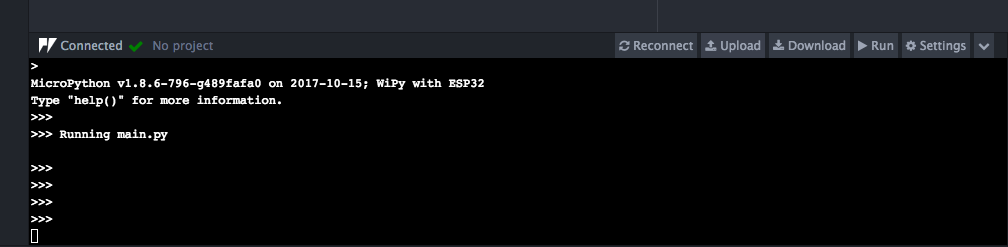 Connected No project Reconnect Upload Download Run Settings
>
MicroPython v1.8.6-796-g489fafa0 on 2017-10-15; WiPy with ESP32
Type "help()" for more information.
>>>
>>> Running main.py
>>>
>>>
>>>
>>>